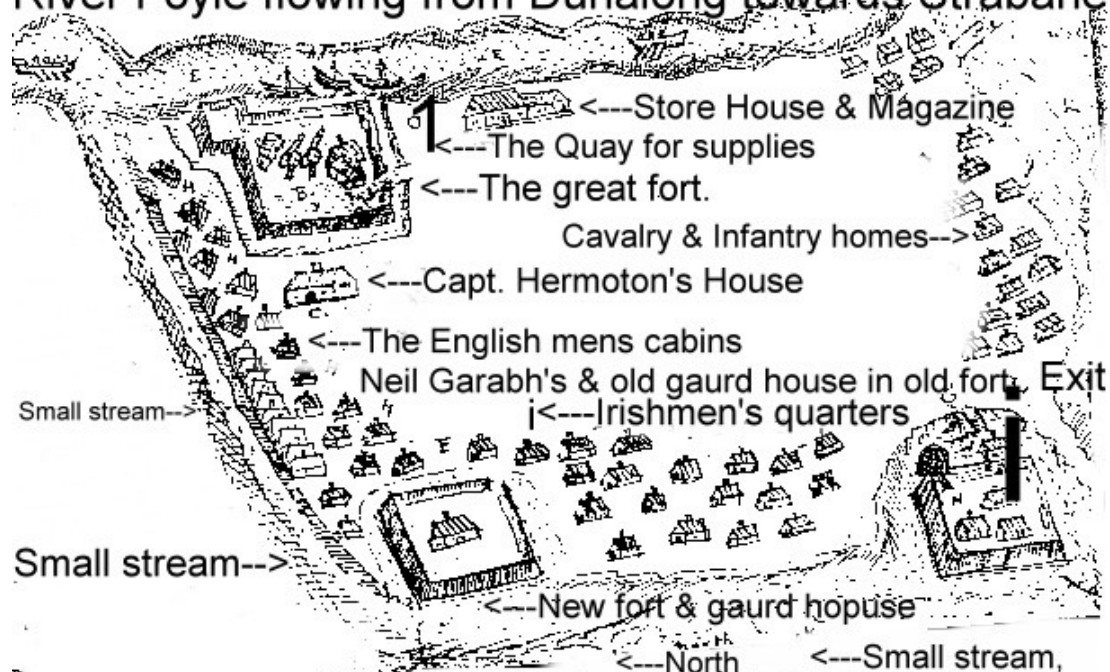 River Foyle flowing from Dunalong towards Strabane
<---Store House & Magazine
<---The Quay for supplies
<---The great fort.
Cavalry & Infantry homes-->
<---Capt. Hermoton's House
<---The English mens cabins
Neil Garabh's & old gaurd house in old fort. Exit
Small stream-->
<---Irishmen's quarters
Small stream-->
<---New fort & gaurd hopuse
<---North
<---Small stream,